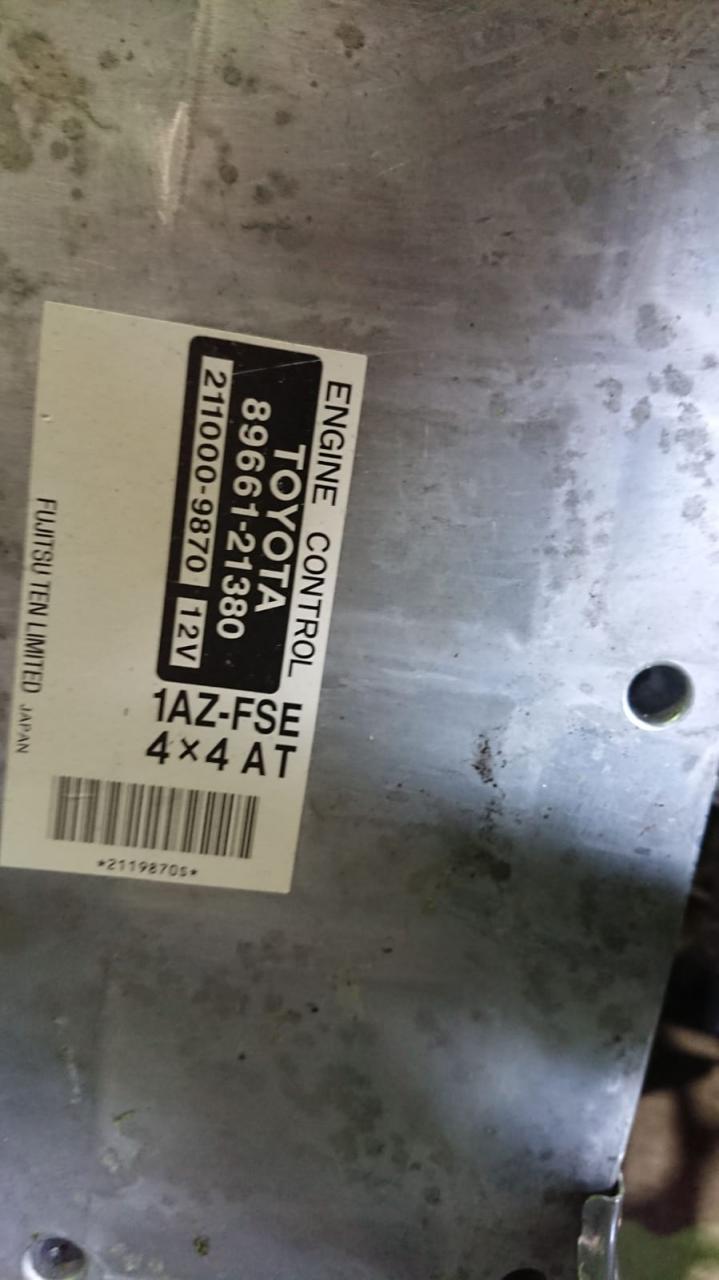 ENGINE CONTROL
TOYOTA
89661-21380
211000-9870 12V
1AZ-FSE
4×4 AT
*2119870S*
FUJITSU TEN LIMITED JAPAN